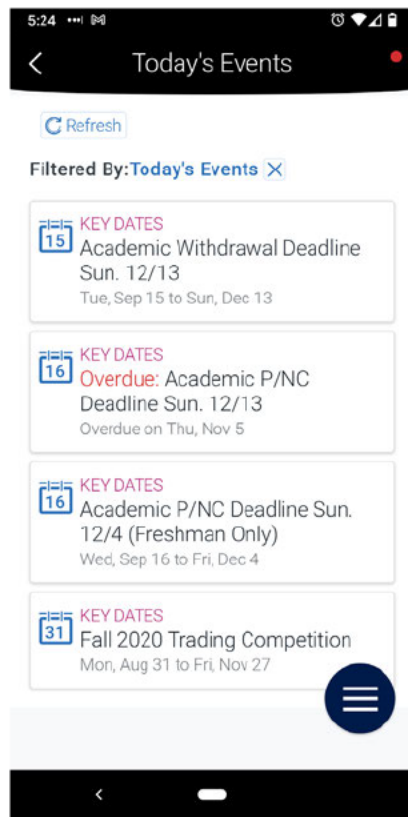 5:24
Today's Events
Refresh
Filtered By:Today's Events
KEY DATES
15
Academic Withdrawal Deadline
Sun. 12/13
Tue, Sep 15 to Sun, Dec 13
KEY DATES
16
Overdue: Academic P/NC
Deadline Sun. 12/13
Overdue on Thu, Nov 5
KEY DATES
16
Academic P/NC Deadline Sun.
12/4 (Freshman Only)
Wed, Sep 16 to Fri, Dec 4
KEY DATES
31
Fall 2020 Trading Competition
Mon, Aug 31 to Fri, Nov 27